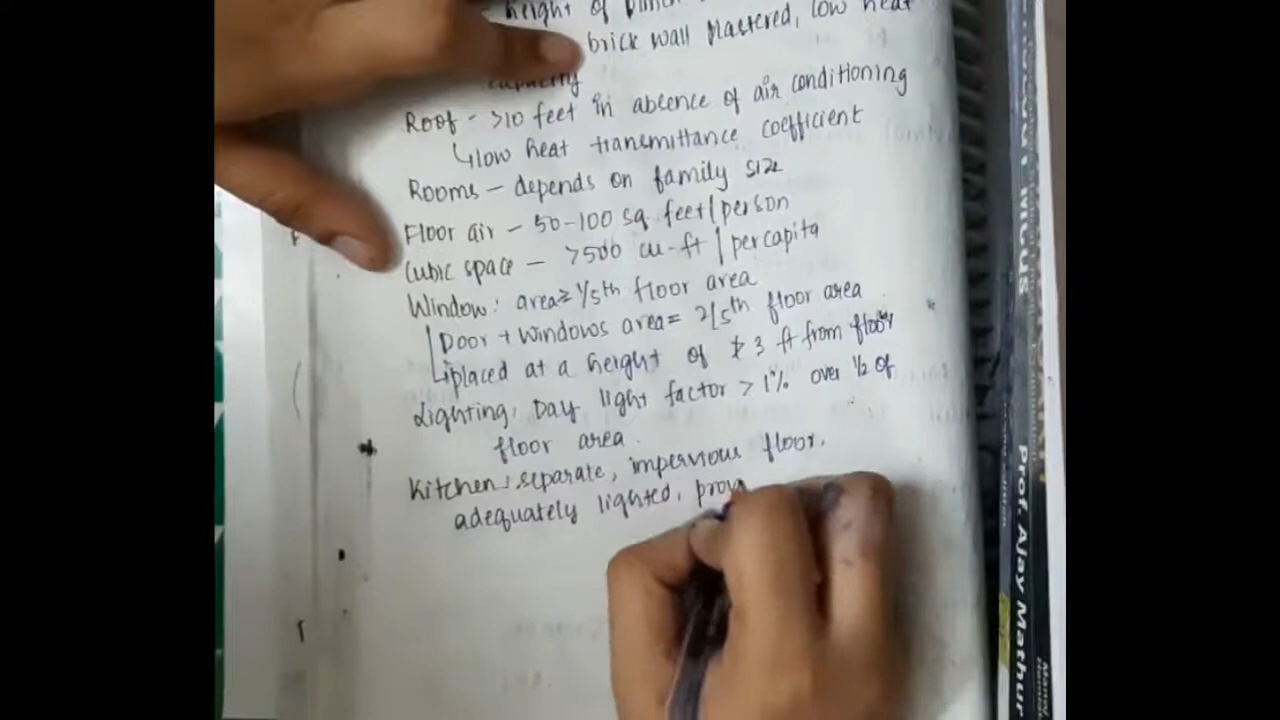 height of
brick wall plastered, low heat
capacity
Roof - >10 feet in absence of air conditioning
↳low heat transmittance coefficient
Rooms - depends on family size
Floor air - 50-100 sq. feet/person
Cubic space - >500 cu-ft / percapita
Window: area ≥ 1/5th floor area
Door + Windows area = 2/5th floor area
↳placed at a height of 3 ft from floor
Lighting: Day light factor > 1% over 1/2 of
floor area.
Kitchen: separate, impervious floor,
adequately lighted, prov
Prof. Ajay Mathur